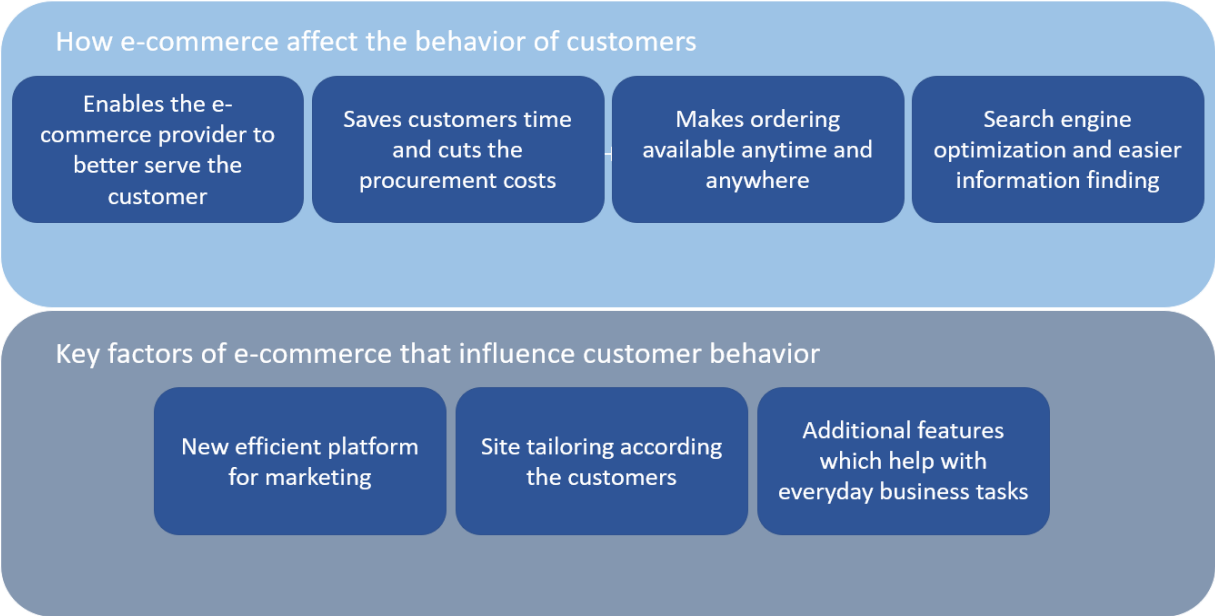 How e-commerce affect the behavior of customers
Enables the e-
commerce provider to
better serve the
customer
Saves customers time
and cuts the
procurement costs
Makes ordering
available anytime and
anywhere
Search engine
optimization and easier
information finding
Key factors of e-commerce that influence customer behavior
New efficient platform
for marketing
Site tailoring according
the customers
Additional features
which help with
everyday business tasks